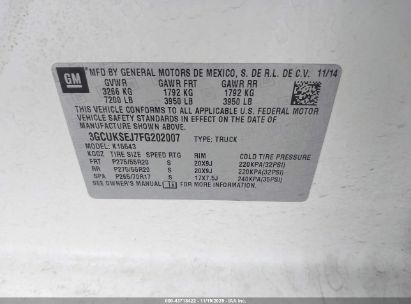 GM
MFD BY GENERAL MOTORS DE MEXICO, S. DE R.L. DE C.V. 11/14
GVWR GAWR FRT GAWR RR
3266 KG 1792 KG 1792 KG
7200 LB 3950 LB 3950 LB
THIS VEHICLE CONFORMS TO ALL APPLICABLE U.S. FEDERAL MOTOR
VEHICLE SAFETY STANDARDS IN EFFECT ON THE DATE OF
MANUFACTURE SHOWN ABOVE.
3GCUKSEJ7FG202007 TYPE: TRUCK
MODEL: K15543
TIRE SIZE SPEED RTG RIM COLD TIRE PRESSURE
FRT P275/55R20 S 20X9J 220KPA(32PSI)
RR P275/55R20 S 20X9J 220KPA(32PSI)
SPA P265/70R17 S 17X7.5J 240KPA(35PSI)
SEE OWNER'S MANUAL